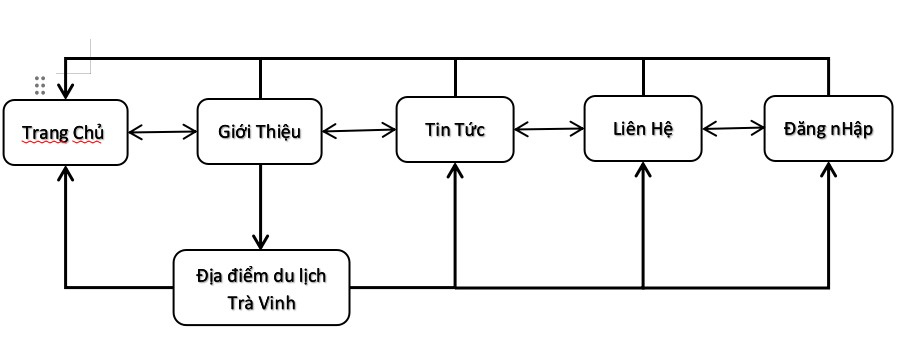 Trang Chủ
Giới Thiệu
Tin Tức
Liên Hệ
Đăng nHập
Địa điểm du lịch
Trà Vinh